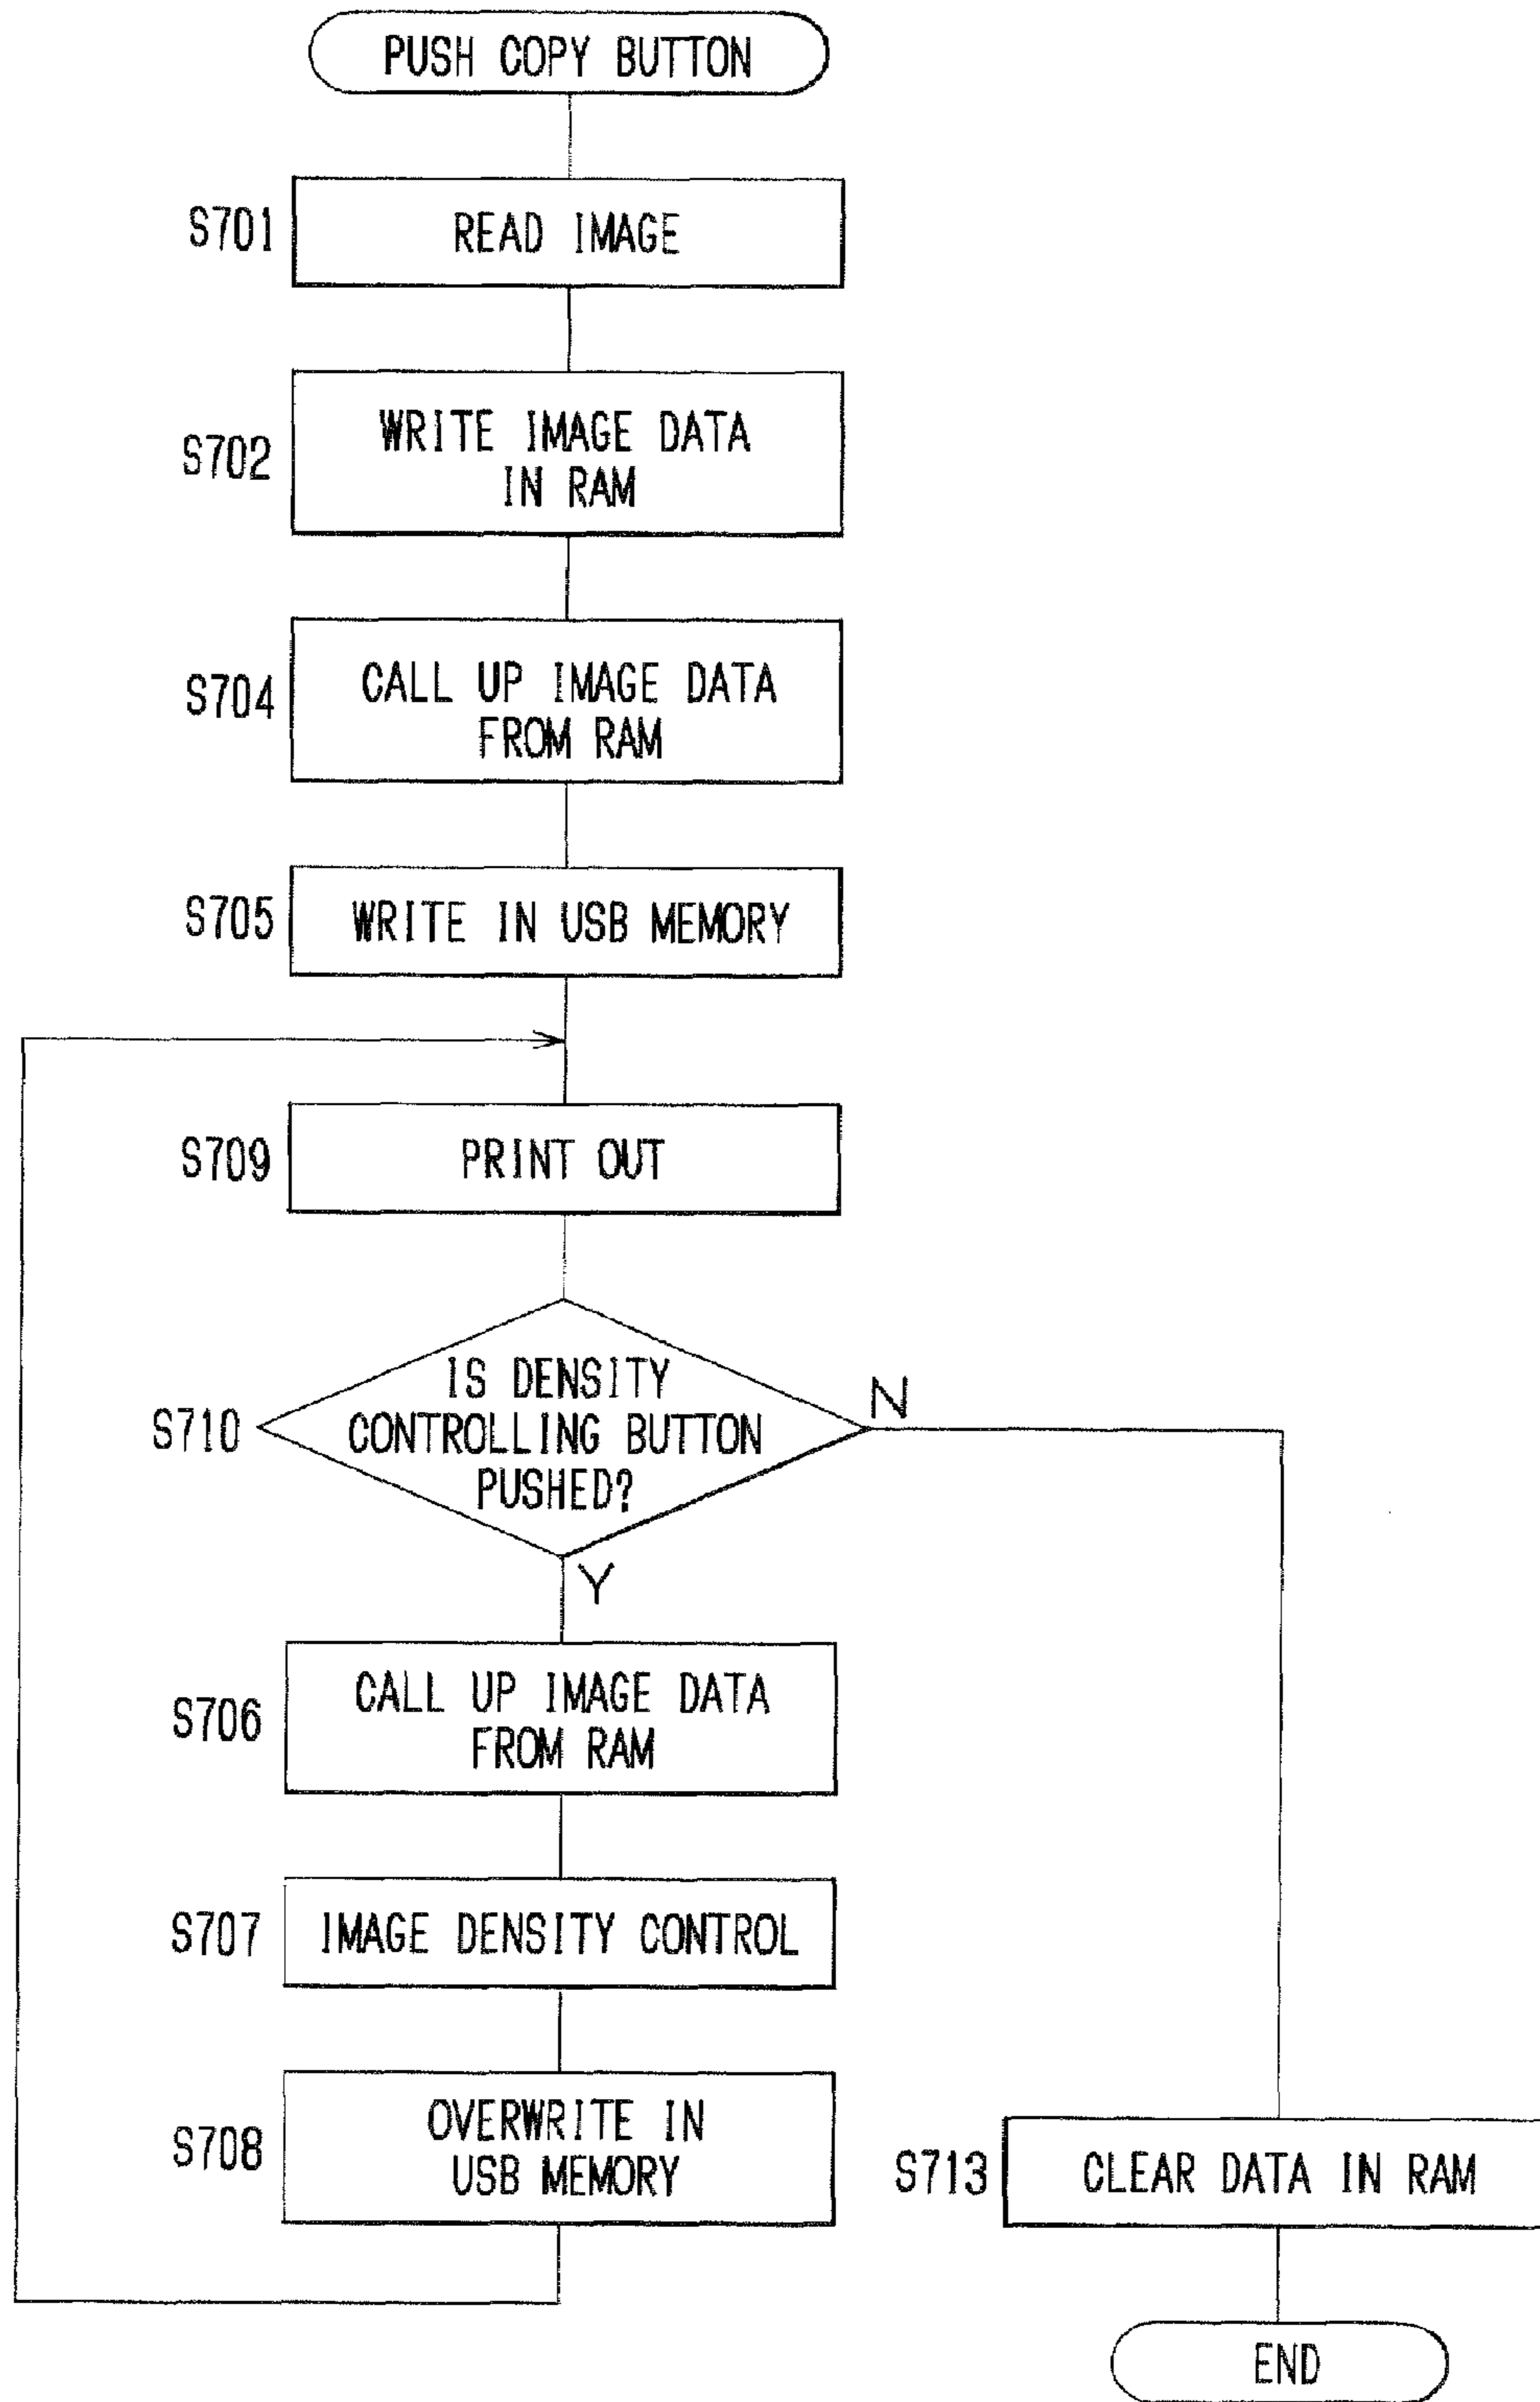 PUSH COPY BUTTON
S701
READ IMAGE
S702
WRITE IMAGE DATA
IN RAM
S704
CALL UP IMAGE DATA
FROM RAM
S705
WRITE IN USB MEMORY
S709
PRINT OUT
S710
IS DENSITY
CONTROLLING BUTTON
PUSHED?
N
Y
S706
CALL UP IMAGE DATA
FROM RAM
S707
IMAGE DENSITY CONTROL
S708
OVERWRITE IN
USB MEMORY
S713
CLEAR DATA IN RAM
END